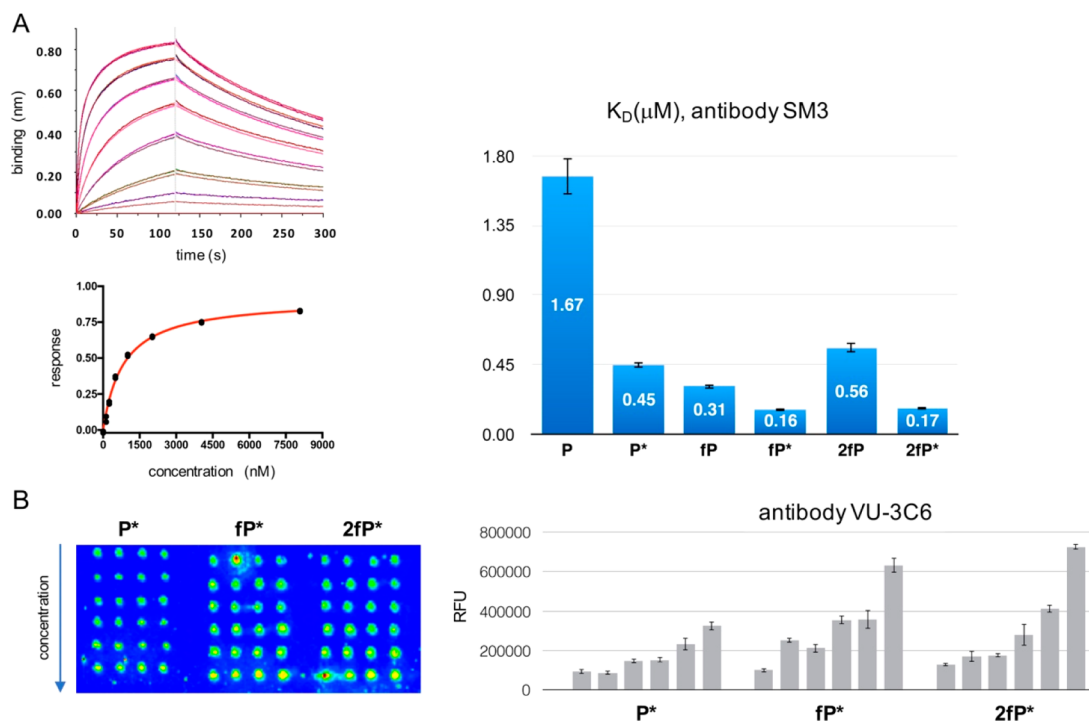 A
0.80
0.60
0.40
0.20
0.00
binding (nm)
0 50 100 150 200 250 300
time (s)
1.00
0.75
0.50
0.25
0.00
response
0 1500 3000 4500 6000 7500 9000
concentration (nM)
K_D(μM), antibody SM3
1.80
1.35
0.90
0.45
0.00
1.67
0.45
0.31
0.16
0.56
0.17
P P* fP fP* 2fP 2fP*
B
P* fP* 2fP*
concentration
antibody VU-3C6
800000
600000
400000
200000
0
RFU
P* fP* 2fP*